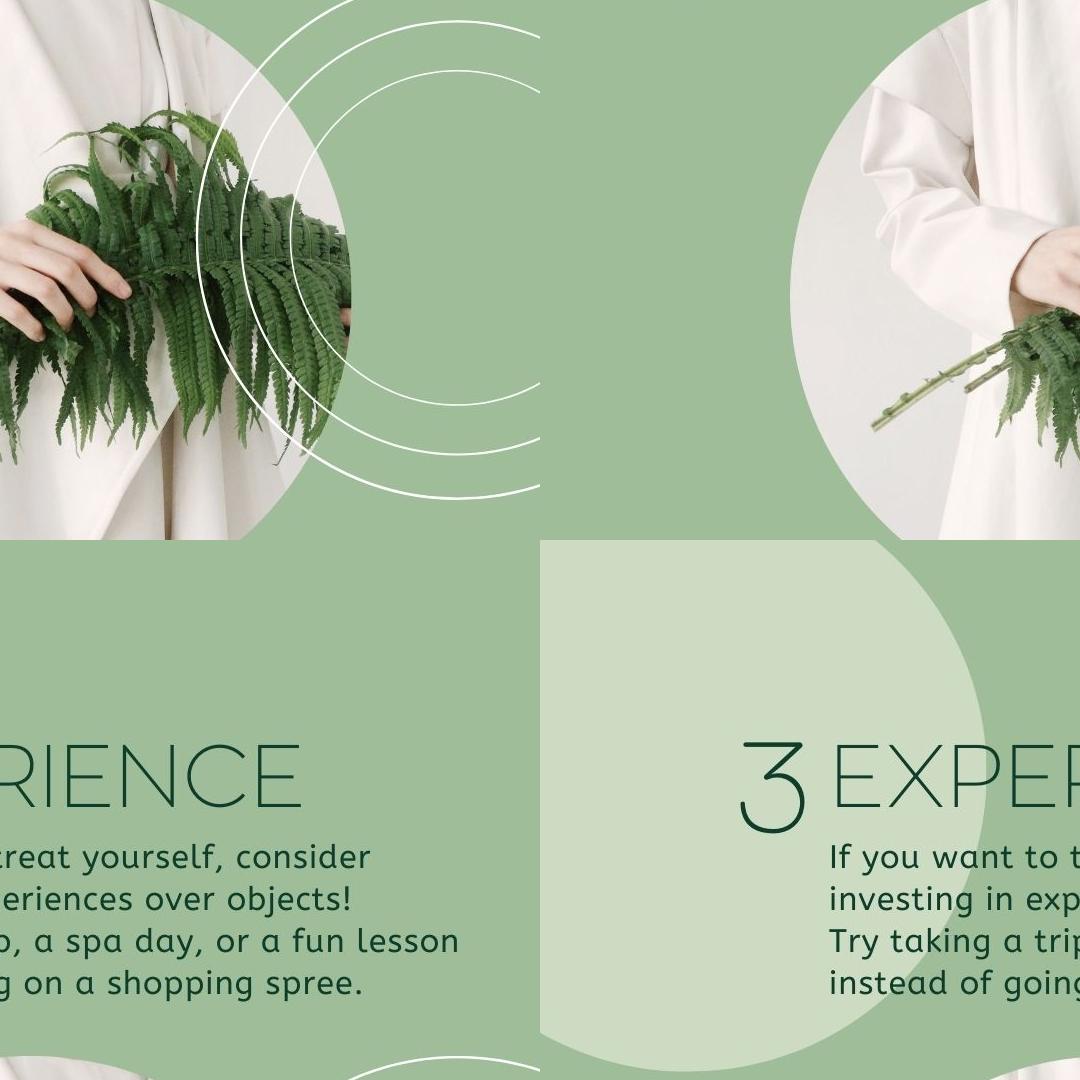 RIENCE
treat yourself, consider
eriences over objects!
p, a spa day, or a fun lesson
g on a shopping spree.
3 EXPER
If you want to t
investing in exp
Try taking a trip
instead of going